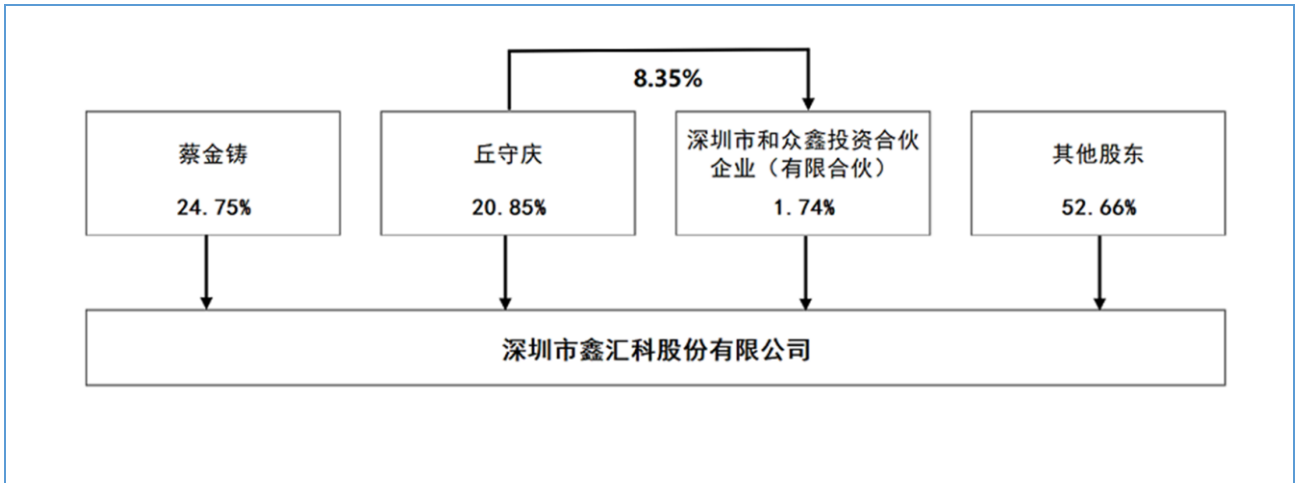 8.35%
蔡金铸
24.75%
丘守庆
20.85%
深圳市和众鑫投资合伙
企业（有限合伙）
1.74%
其他股东
52.66%
深圳市鑫汇科股份有限公司